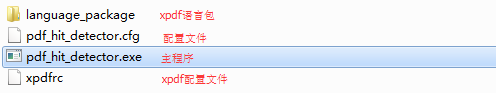 language_package xpdf语言包
pdf_hit_detector.cfg 配置文件
pdf_hit_detector.exe 主程序
xpdfrc xpdf配置文件